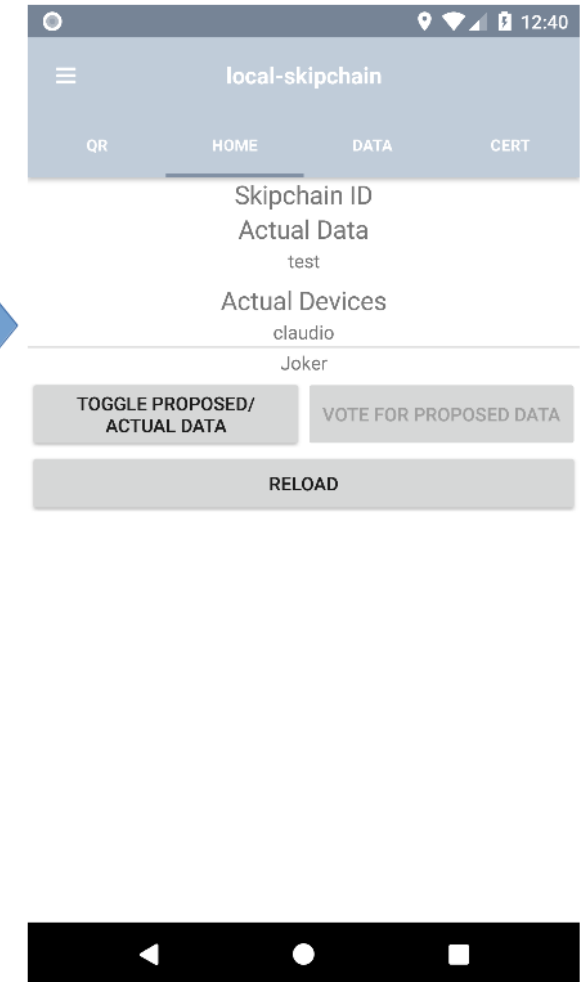 12:40
local-skipchain
QR HOME DATA CERT
Skipchain ID
Actual Data
test
Actual Devices
claudio
Joker
TOGGLE PROPOSED/
ACTUAL DATA
VOTE FOR PROPOSED DATA
RELOAD